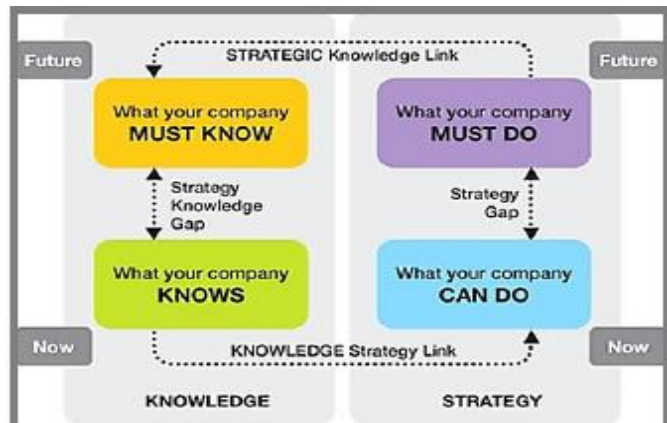 Future
STRATEGIC Knowledge Link
Future
What your company
MUST KNOW
What your company
MUST DO
Strategy
Knowledge
Gap
Strategy
Gap
What your company
KNOWS
What your company
CAN DO
Now
KNOWLEDGE Strategy Link
Now
KNOWLEDGE
STRATEGY